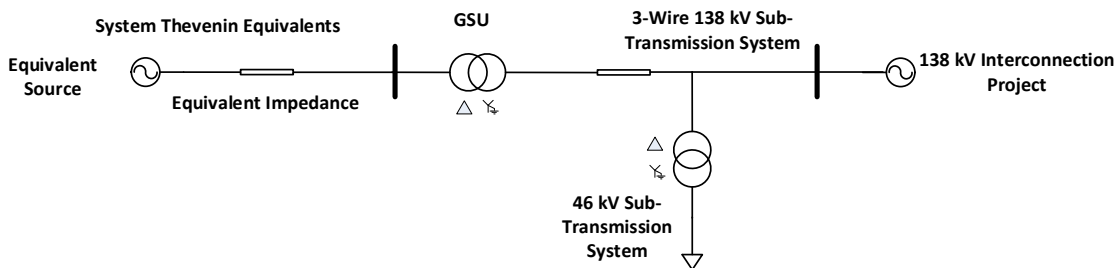 System Thevenin Equivalents
GSU
3-Wire 138 kV Sub-
Transmission System
Equivalent
Source
138 kV Interconnection
Project
Equivalent Impedance
46 kV Sub-
Transmission
System